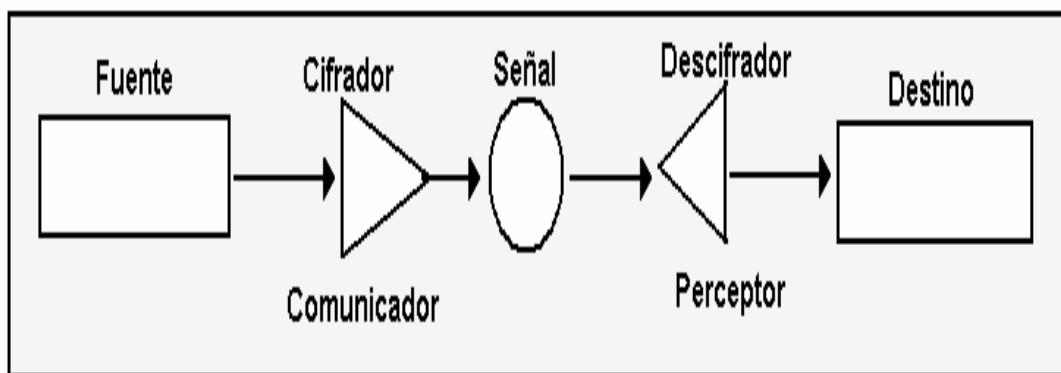 Fuente
Cifrador
Señal
Descifrador
Destino
Comunicador
Perceptor